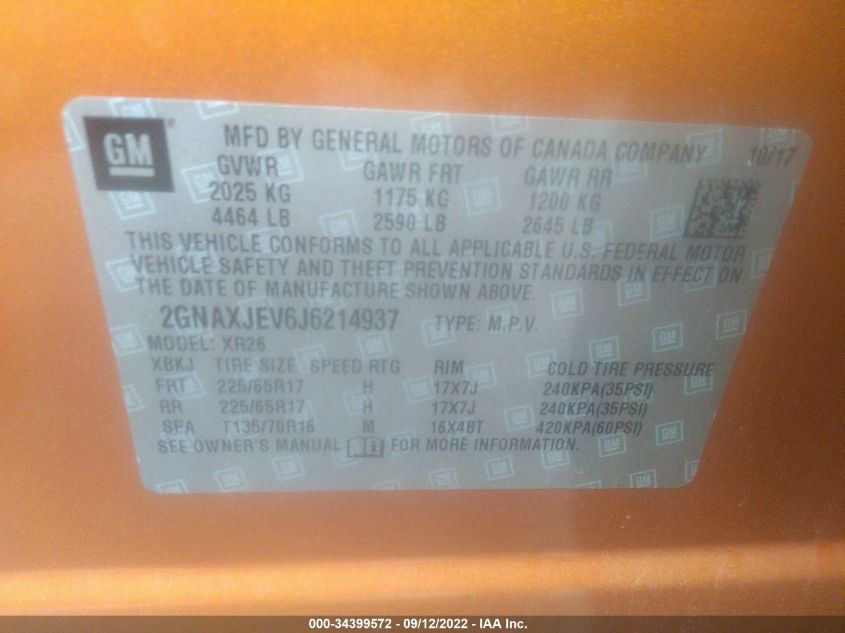 GM
MFD BY GENERAL MOTORS OF CANADA COMPANY 10/17
GVWR GAWR FRT GAWR RR
2025 KG 1175 KG 1200 KG
4464 LB 2590 LB 2645 LB
THIS VEHICLE CONFORMS TO ALL APPLICABLE U.S. FEDERAL MOTOR
VEHICLE SAFETY AND THEFT PREVENTION STANDARDS IN EFFECT ON
THE DATE OF MANUFACTURE SHOWN ABOVE.
2GNAXJEV6J6214937 TYPE: M.P.V.
MODEL: XR26
XBKJ TIRE SIZE SPEED RTG RIM COLD TIRE PRESSURE
FRT 225/65R17 H 17X7J 240KPA(35PSI)
RR 225/65R17 H 17X7J 240KPA(35PSI)
SPA T135/70R16 M 16X4BT 420KPA(60PSI)
SEE OWNER'S MANUAL FOR MORE INFORMATION.
000-34399572 - 09/12/2022 - IAA Inc.